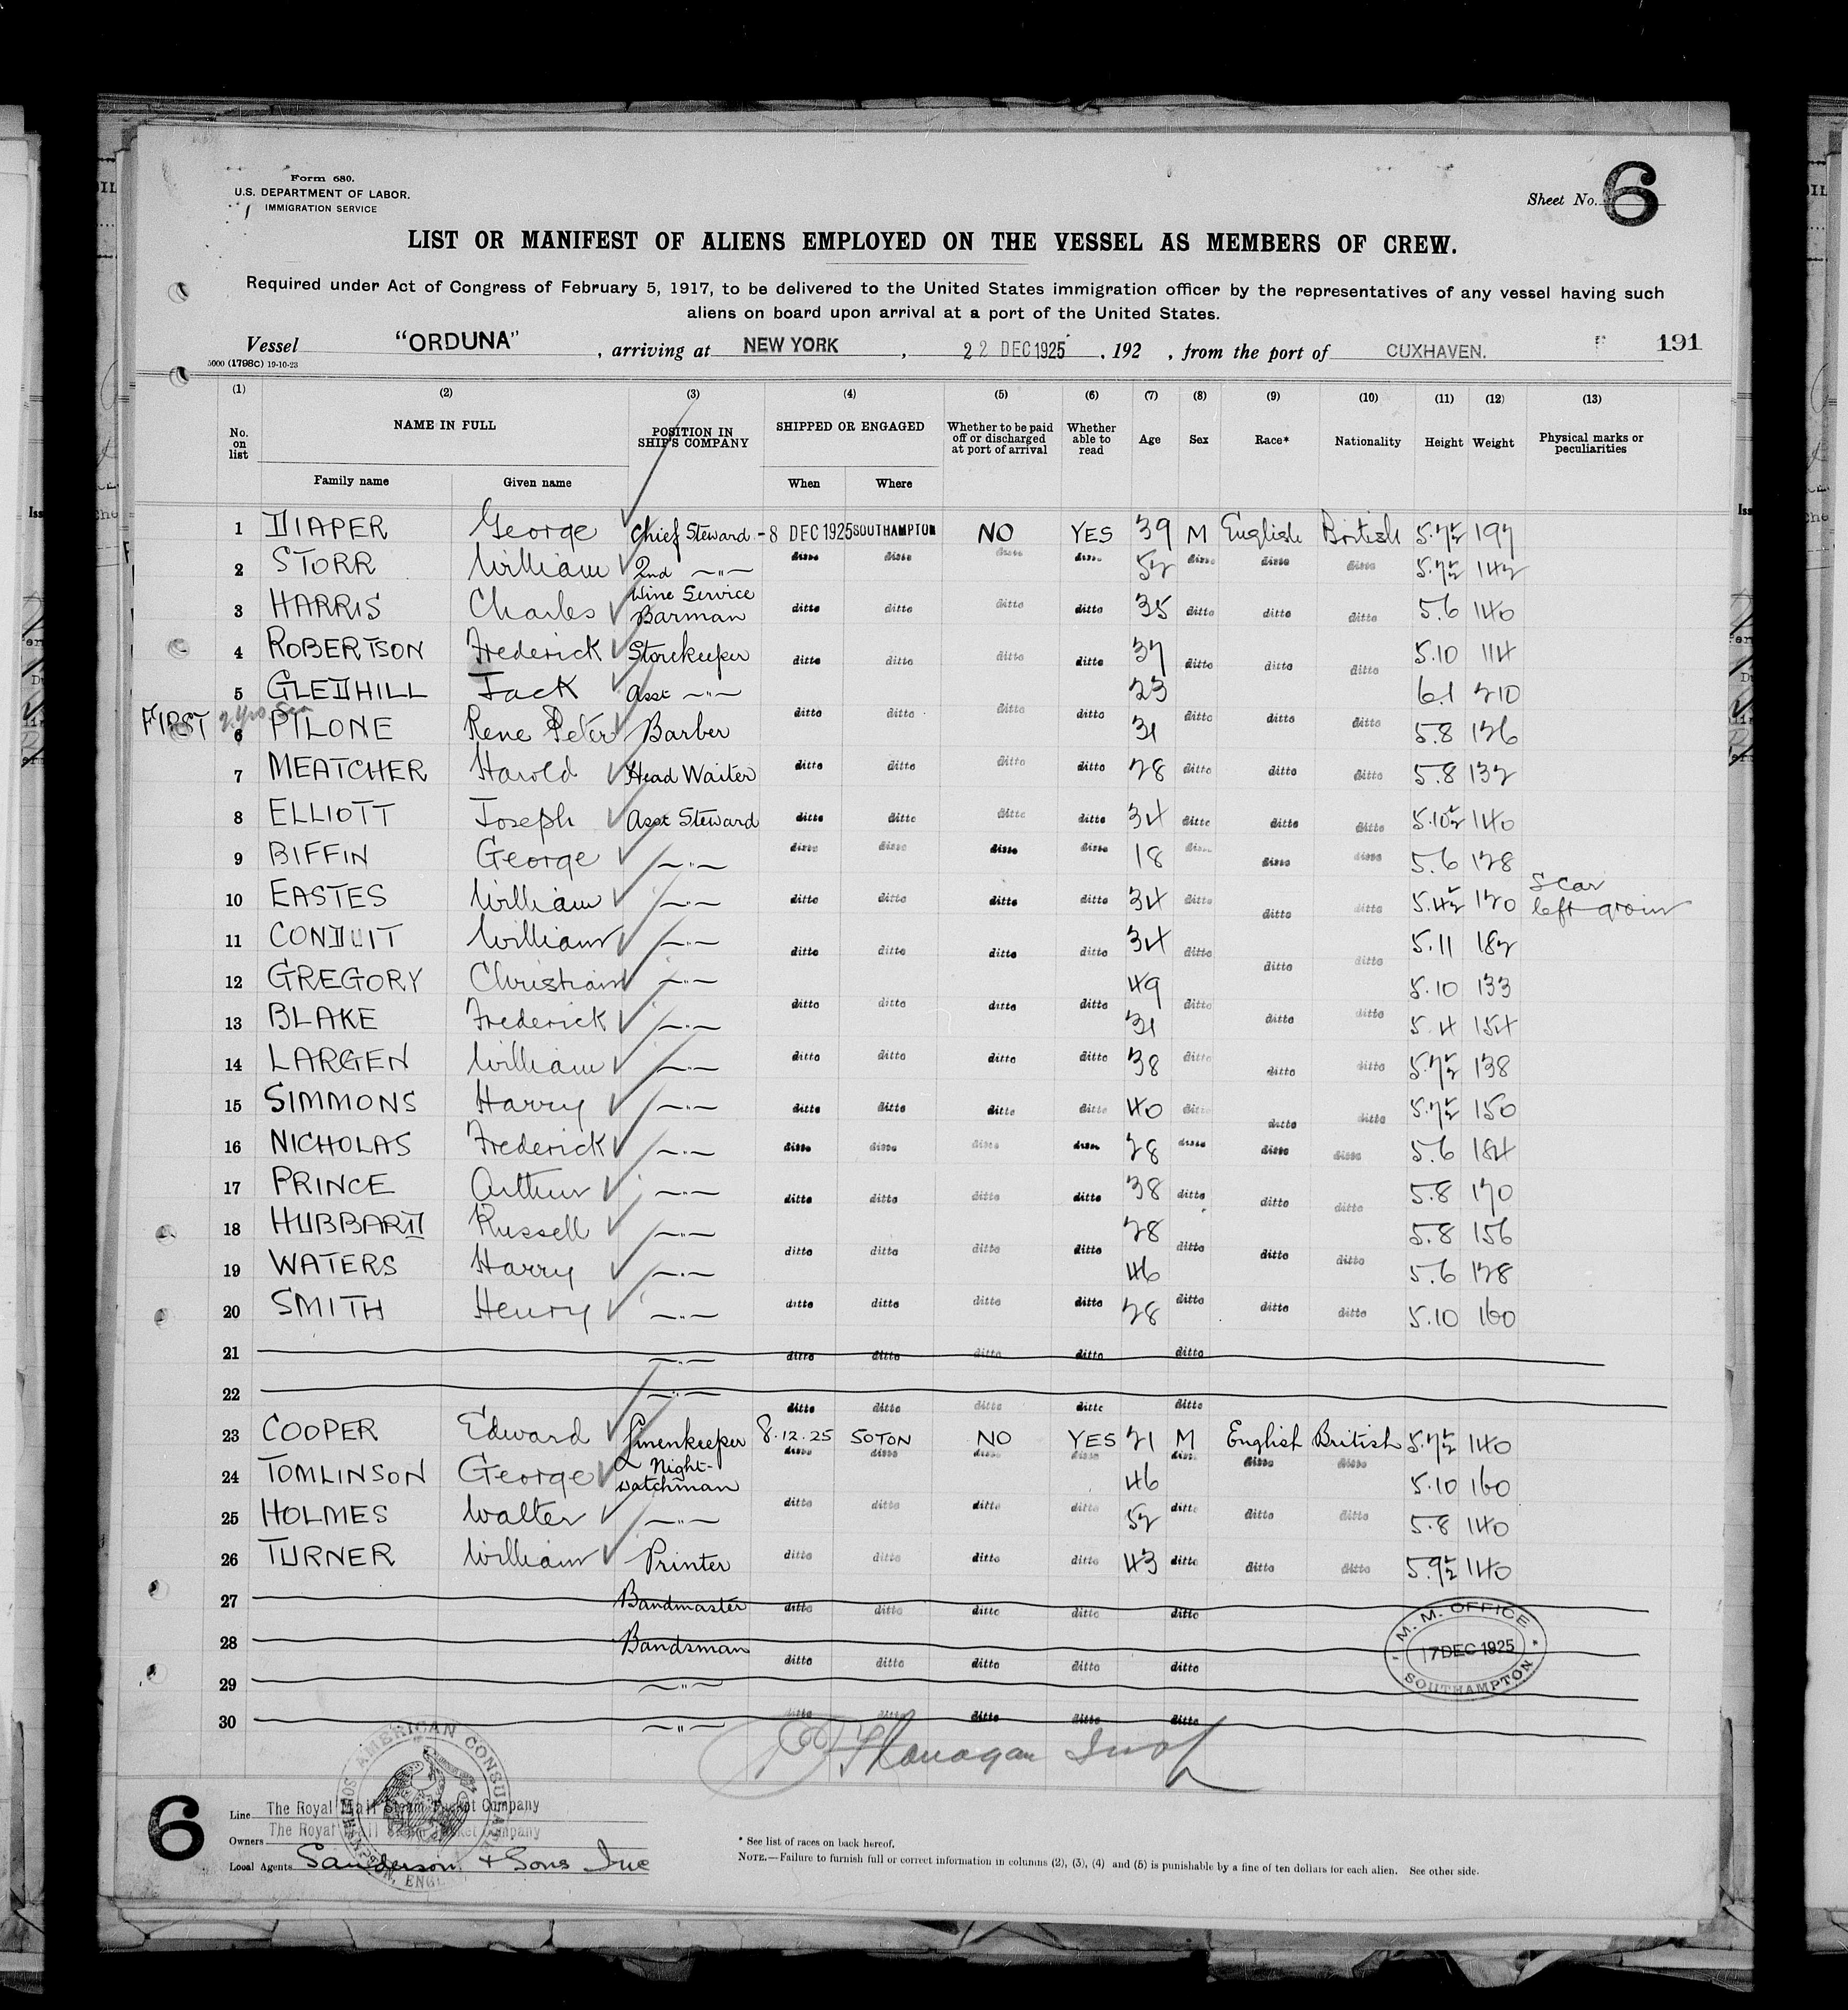 Form 680.
U.S. DEPARTMENT OF LABOR.
IMMIGRATION SERVICE
Sheet No. 6
LIST OR MANIFEST OF ALIENS EMPLOYED ON THE VESSEL AS MEMBERS OF CREW.
Required under Act of Congress of February 5, 1917, to be delivered to the United States immigration officer by the representatives of any vessel having such
aliens on board upon arrival at a port of the United States.
Vessel "ORDUNA", arriving at NEW YORK, 22 DEC 1925, 192 , from the port of CUXHAVEN. 191
5000 (1798C) 19-10-23
(1) (2) (3) (4) (5) (6) (7) (8) (9) (10) (11) (12) (13)
No. on list NAME IN FULL POSITION IN SHIP'S COMPANY SHIPPED OR ENGAGED Whether to be paid off or discharged at port of arrival Whether able to read Age Sex Race* Nationality Height Weight Physical marks or peculiarities
Family name Given name When Where
1 DIAPER George Chief Steward -8 DEC 1925 SOUTHAMPTON NO YES 39 M English British 5.7½ 197
2 STORR William 2nd —"— ditto ditto ditto ditto 52 ditto ditto ditto 5.7½ 142
3 HARRIS Charles Wine Service Barman ditto ditto ditto ditto 35 ditto ditto ditto 5.6 140
4 ROBERTSON Frederick Storekeeper ditto ditto ditto ditto 37 ditto ditto ditto 5.10 114
5 GLEDHILL Jack Asst —"— ditto ditto ditto ditto 23 ditto ditto ditto 6.1 210
FIRST 6 PILONE Rene Peter Barber 31 5.8 126
7 MEATCHER Harold Head Waiter ditto ditto ditto ditto 28 ditto ditto ditto 5.8 132
8 ELLIOTT Joseph Asst Steward ditto ditto ditto ditto 34 ditto ditto ditto 5.10½ 140
9 BIFFIN George —"— ditto ditto ditto ditto 18 ditto ditto ditto 5.6 128
10 EASTES William —"— ditto ditto ditto ditto 34 ditto ditto ditto 5.4½ 120 Scar left groin
11 CONDUIT William —"— ditto ditto ditto ditto 34 ditto ditto ditto 5.11 182
12 GREGORY Christian —"— ditto ditto ditto ditto 49 ditto ditto ditto 5.10 133
13 BLAKE Frederick —"— 31 5.4 154
14 LARGEN William —"— ditto ditto ditto ditto 38 ditto ditto ditto 5.7½ 138
15 SIMMONS Harry —"— ditto ditto ditto ditto 40 ditto ditto ditto 5.7½ 150
16 NICHOLAS Frederick —"— ditto ditto ditto ditto 28 ditto ditto ditto 5.6 184
17 PRINCE Arthur —"— ditto ditto ditto ditto 38 ditto ditto ditto 5.8 170
18 HUBBARD Russell —"— ditto ditto ditto ditto 28 ditto ditto ditto 5.8 156
19 WATERS Harry —"— 46 5.6 128
20 SMITH Henry —"— ditto ditto ditto ditto 28 ditto ditto ditto 5.10 160
21 —"— ditto ditto ditto ditto ditto
22 —"— ditto ditto ditto ditto ditto
23 COOPER Edward Linenkeeper 8.12.25 SOTON NO YES 21 M English British 5.7½ 140
24 TOMLINSON George Night-watchman ditto ditto ditto ditto 46 ditto ditto ditto 5.10 160
25 HOLMES Walter —"— ditto ditto ditto ditto 52 ditto ditto ditto 5.8 140
26 TURNER William Printer ditto ditto ditto ditto 43 ditto ditto ditto 5.9½ 140
27 Bandmaster ditto ditto ditto ditto ditto
28 Bandsman ditto ditto ditto ditto ditto
29 —"—
30 —"— ditto ditto ditto ditto ditto
M. M. OFFICE
17 DEC 1925
SOUTHAMPTON
Flanagan
AMERICAN CONSULATE
SOUTHAMPTON, ENGLAND
6
Line The Royal Mail Steam Packet Company
Owners The Royal Mail Steam Packet Company
Local Agents Sanderson & Sons Inc
* See list of races on back hereof.
NOTE.—Failure to furnish full or correct information in columns (2), (3), (4) and (5) is punishable by a fine of ten dollars for each alien. See other side.